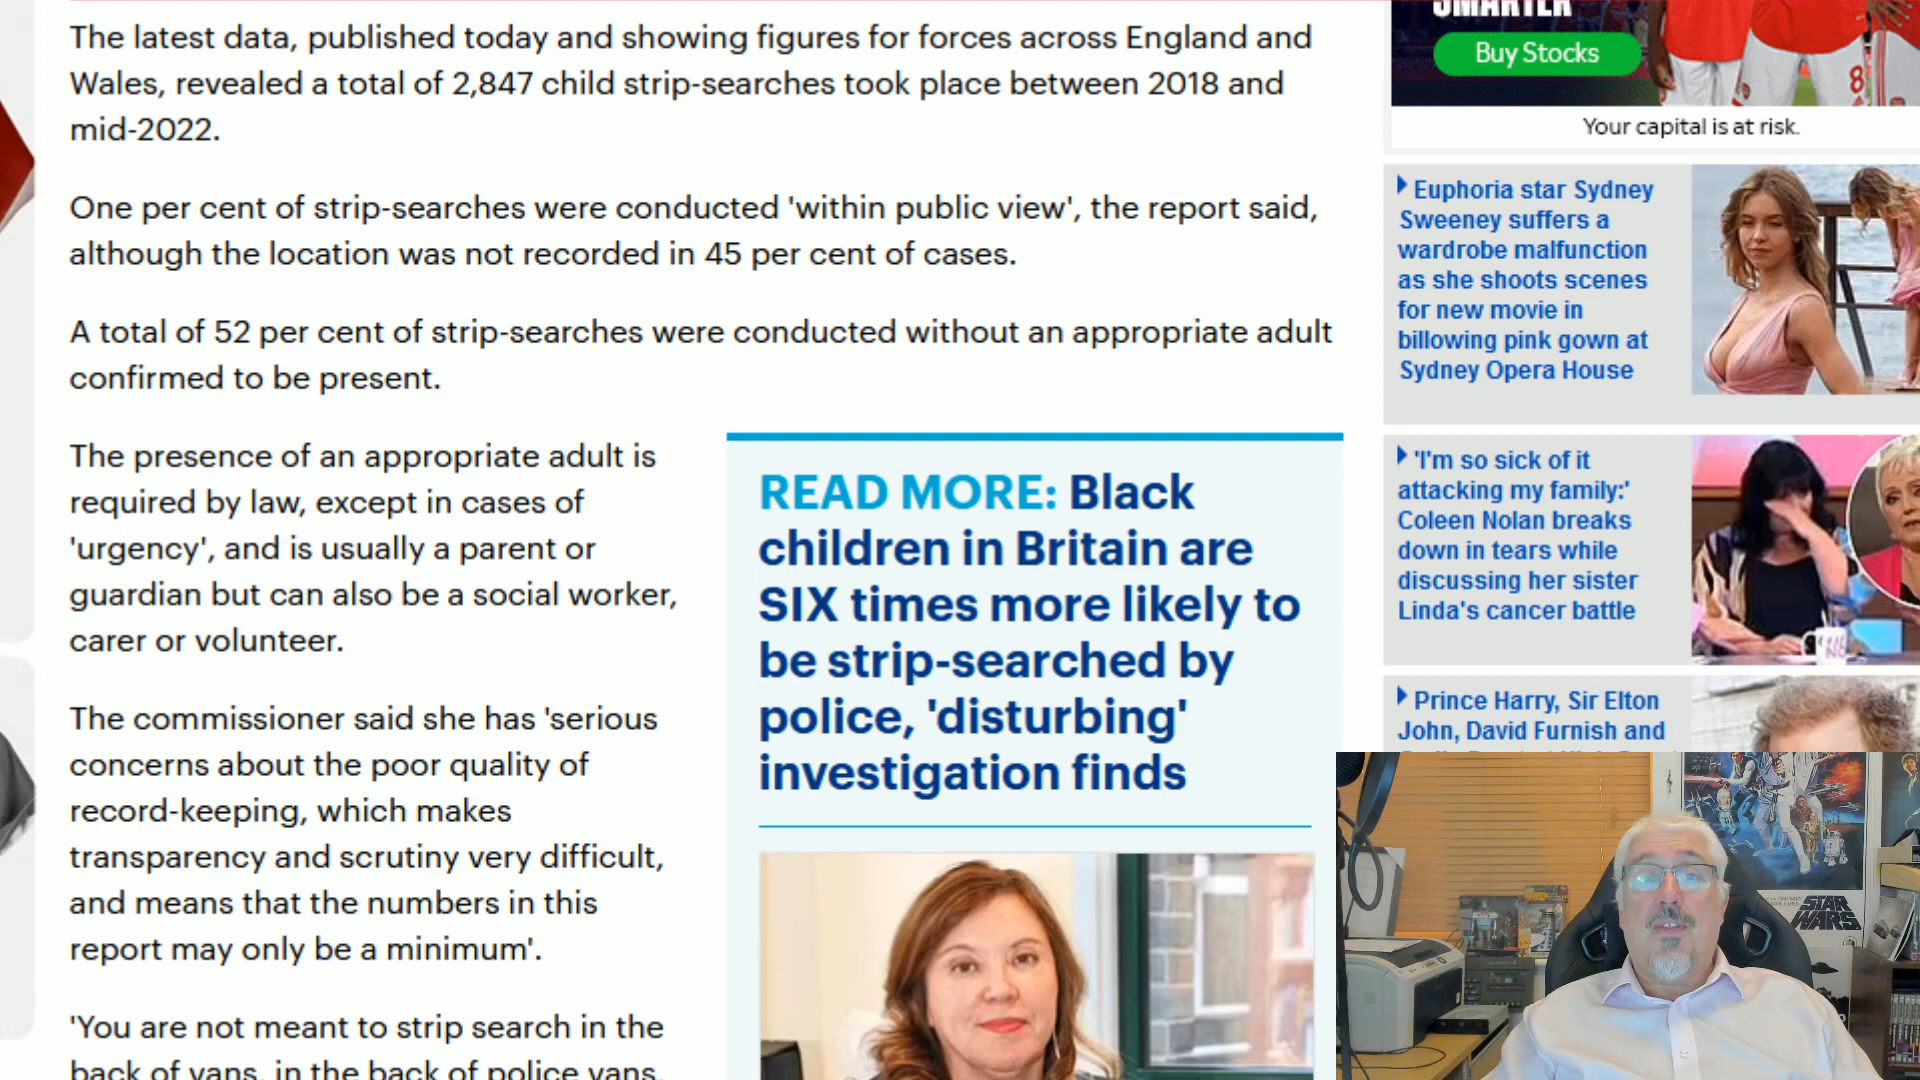 The latest data, published today and showing figures for forces across England and
Wales, revealed a total of 2,847 child strip-searches took place between 2018 and
mid-2022.
One per cent of strip-searches were conducted 'within public view', the report said,
although the location was not recorded in 45 per cent of cases.
A total of 52 per cent of strip-searches were conducted without an appropriate adult
confirmed to be present.
The presence of an appropriate adult is
required by law, except in cases of
'urgency', and is usually a parent or
guardian but can also be a social worker,
carer or volunteer.
The commissioner said she has 'serious
concerns about the poor quality of
record-keeping, which makes
transparency and scrutiny very difficult,
and means that the numbers in this
report may only be a minimum'.
'You are not meant to strip search in the
back of vans, in the back of police vans,
READ MORE: Black
children in Britain are
SIX times more likely to
be strip-searched by
police, 'disturbing'
investigation finds
SMARTER
Buy Stocks
8
Your capital is at risk.
Euphoria star Sydney
Sweeney suffers a
wardrobe malfunction
as she shoots scenes
for new movie in
billowing pink gown at
Sydney Opera House
'I'm so sick of it
attacking my family:'
Coleen Nolan breaks
down in tears while
discussing her sister
Linda's cancer battle
Prince Harry, Sir Elton
John, David Furnish and
STAR
WARS